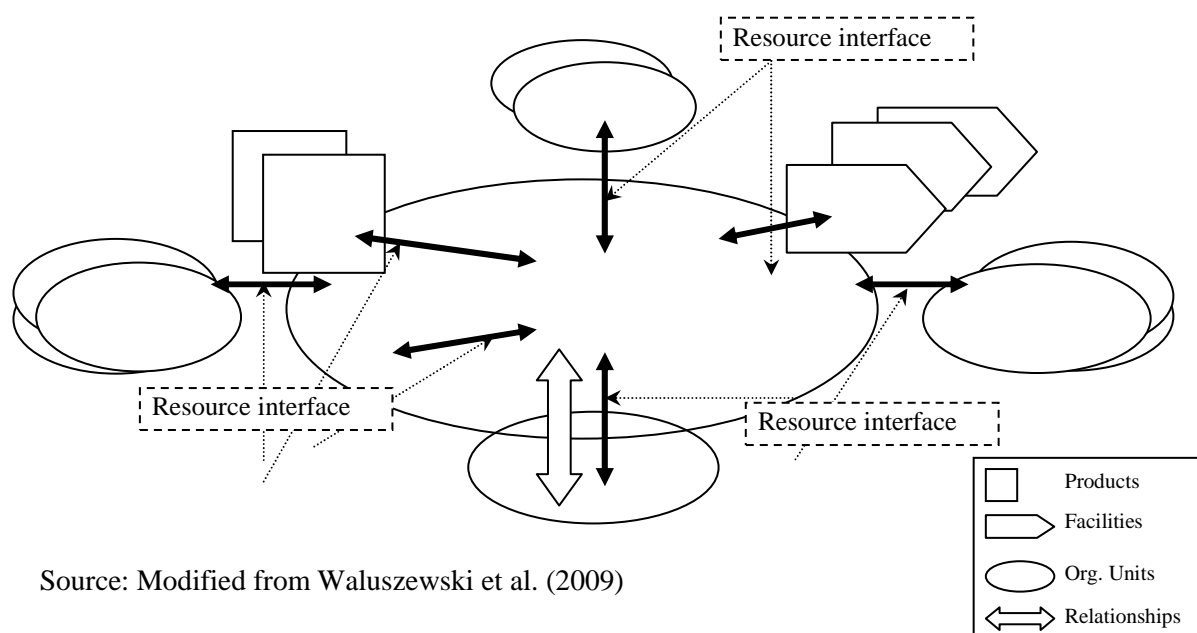 Resource interface
Resource interface
Resource interface
Products
Facilities
Org. Units
Relationships
Source: Modified from Waluszewski et al. (2009)